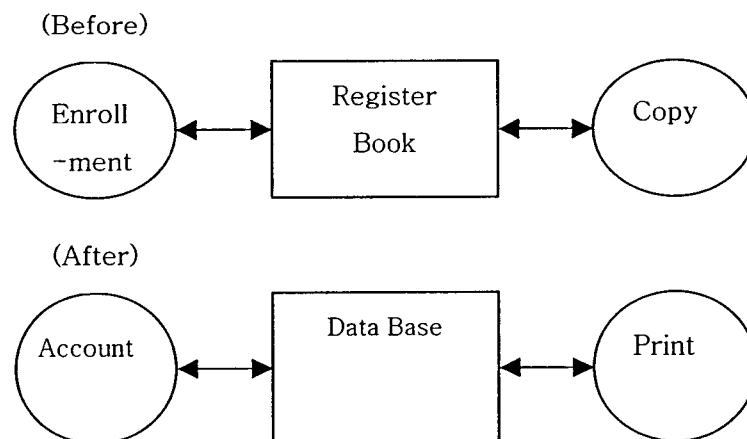 (Before)
Enroll
-ment
Register
Book
Copy
(After)
Account
Data Base
Print